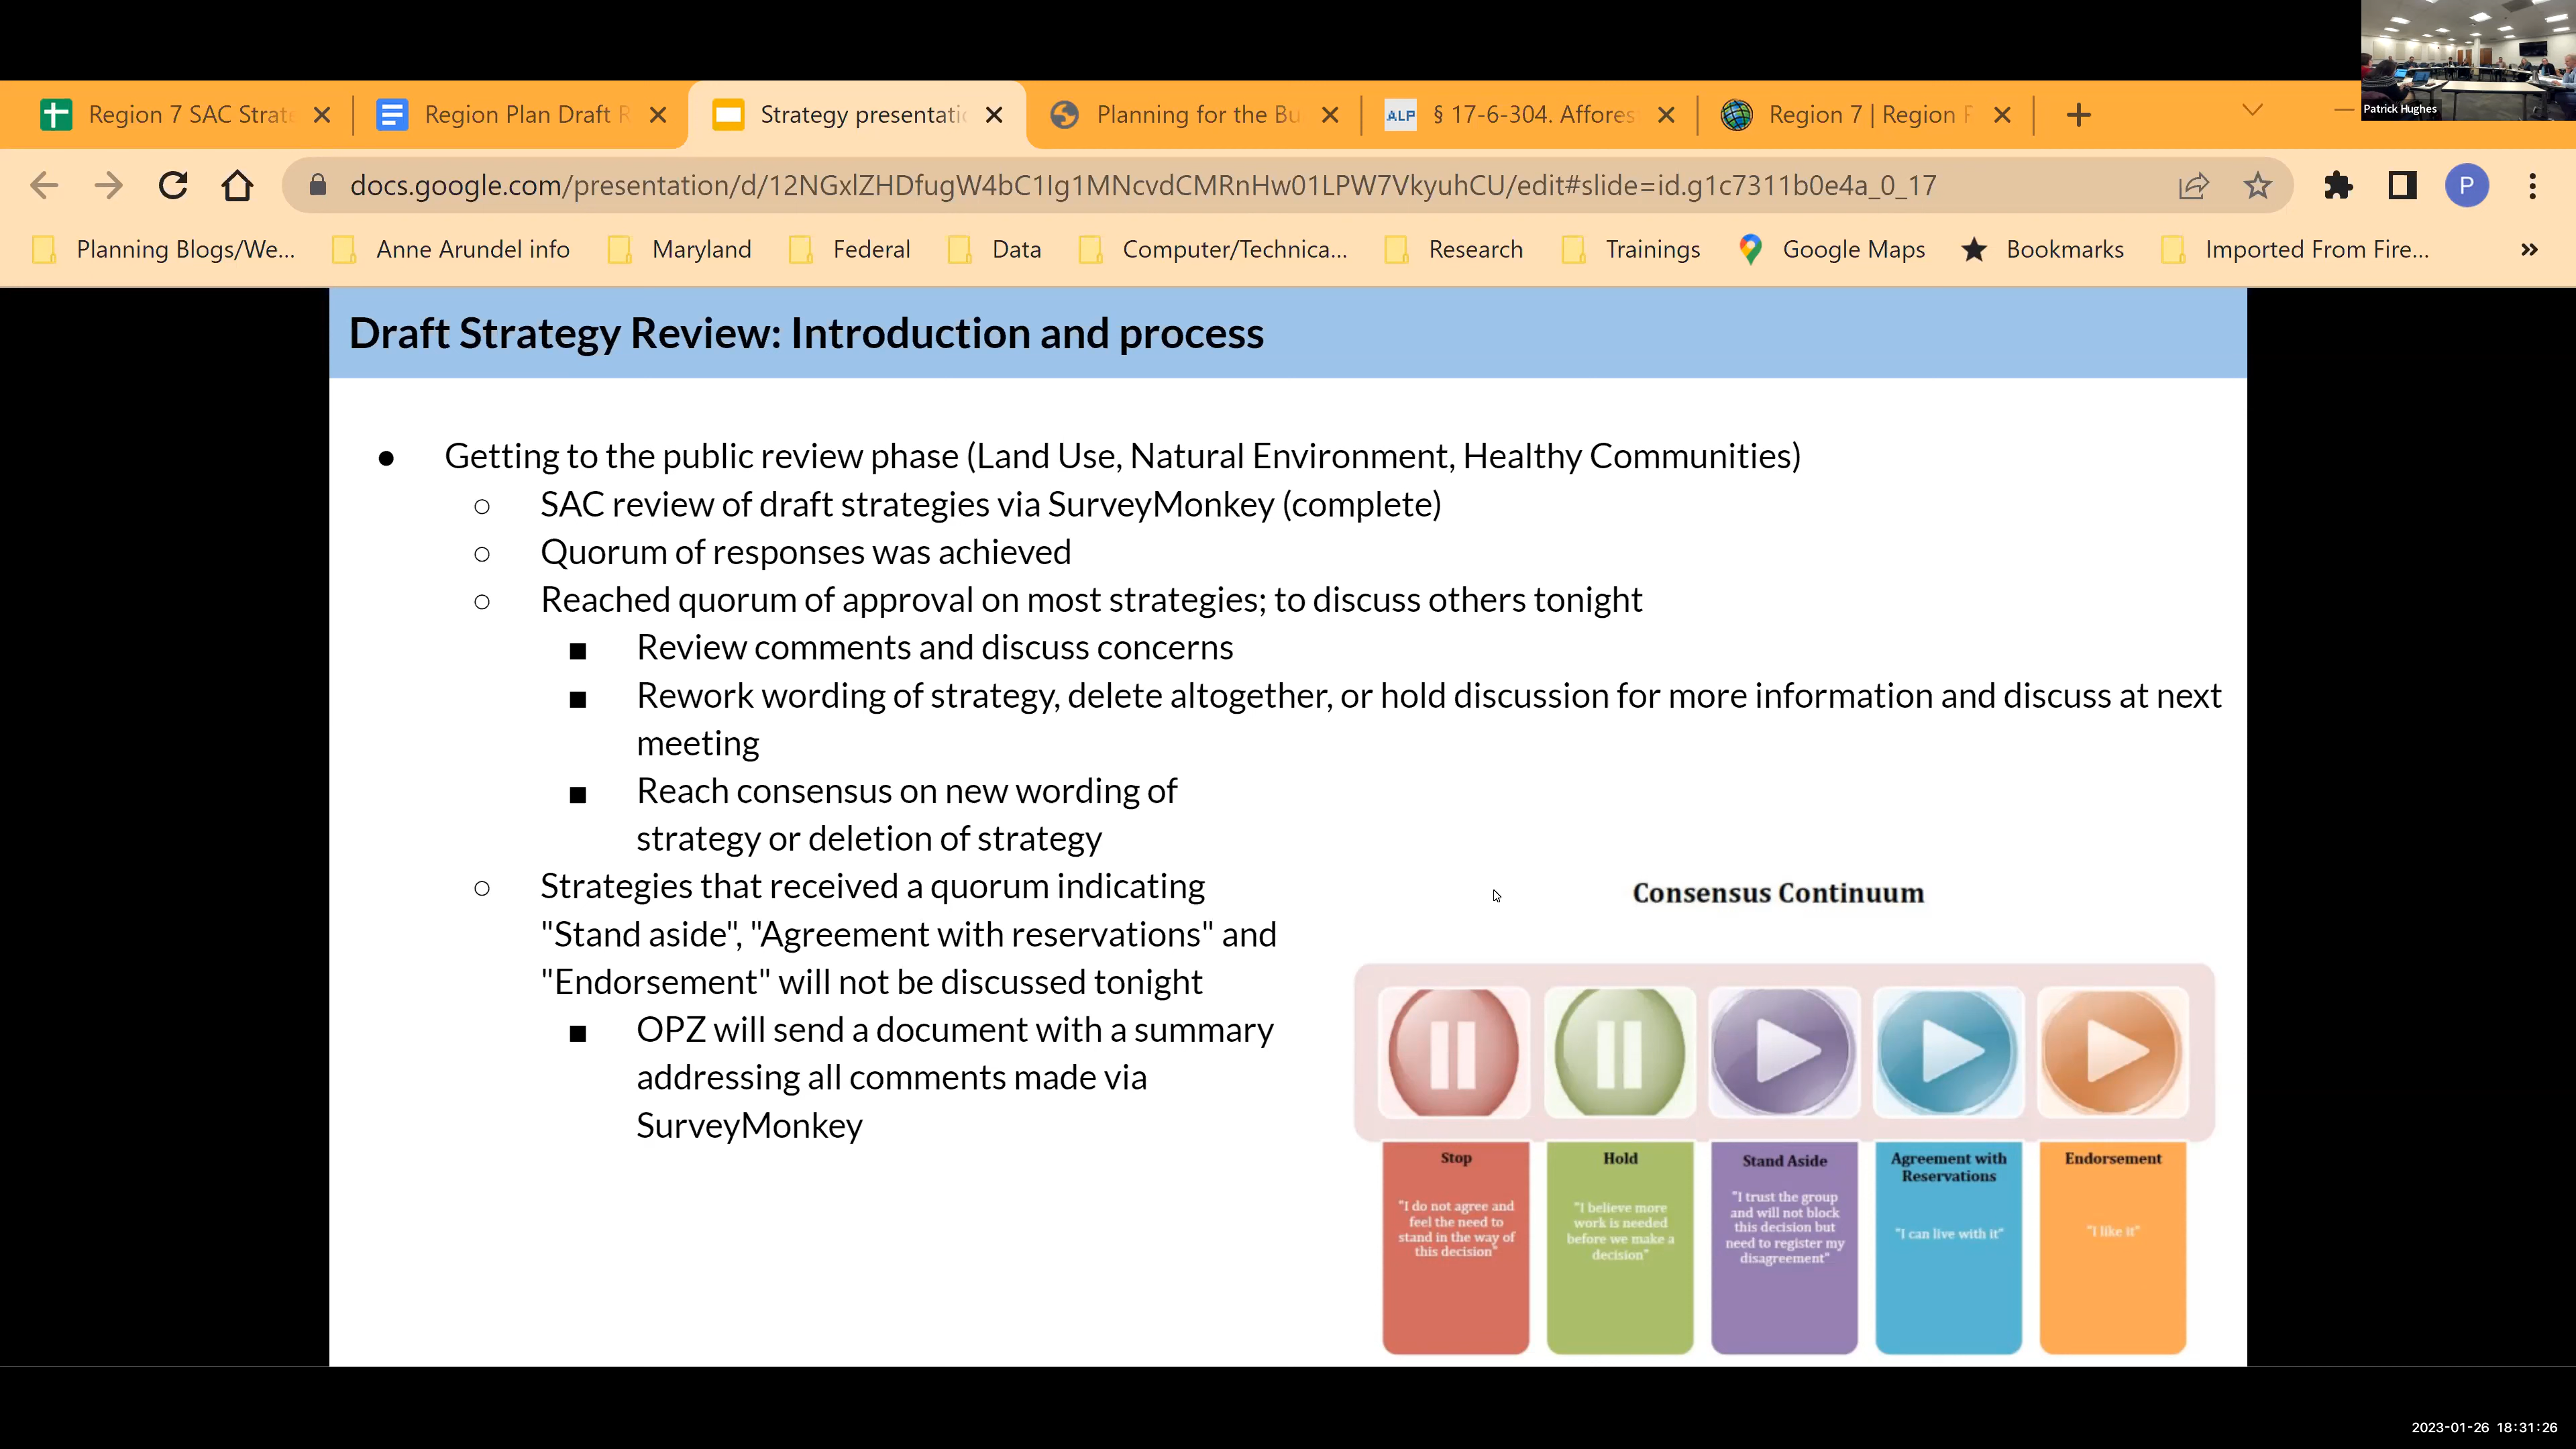 Patrick Hughes
Region 7 SAC Strate
Region Plan Draft R
Strategy presentatio
Planning for the Bu
ALP
§ 17-6-304. Affores
Region 7 | Region P
docs.google.com/presentation/d/12NGxlZHDfugW4bC1Ig1MNcvdCMRnHw01LPW7VkyuhCU/edit#slide=id.g1c7311b0e4a_0_17
P
Planning Blogs/We...
Anne Arundel info
Maryland
Federal
Data
Computer/Technica...
Research
Trainings
Google Maps
Bookmarks
Imported From Fire...
Draft Strategy Review: Introduction and process
● Getting to the public review phase (Land Use, Natural Environment, Healthy Communities)
○ SAC review of draft strategies via SurveyMonkey (complete)
○ Quorum of responses was achieved
○ Reached quorum of approval on most strategies; to discuss others tonight
■ Review comments and discuss concerns
■ Rework wording of strategy, delete altogether, or hold discussion for more information and discuss at next
meeting
■ Reach consensus on new wording of
strategy or deletion of strategy
○ Strategies that received a quorum indicating
"Stand aside", "Agreement with reservations" and
"Endorsement" will not be discussed tonight
■ OPZ will send a document with a summary
addressing all comments made via
SurveyMonkey
Consensus Continuum
Stop
"I do not agree and
feel the need to
stand in the way of
this decision"
Hold
"I believe more
work is needed
before we make a
decision"
Stand Aside
"I trust the group
and will not block
this decision but
need to register my
disagreement"
Agreement with
Reservations
"I can live with it"
Endorsement
"I like it"
2023-01-26 18:31:26